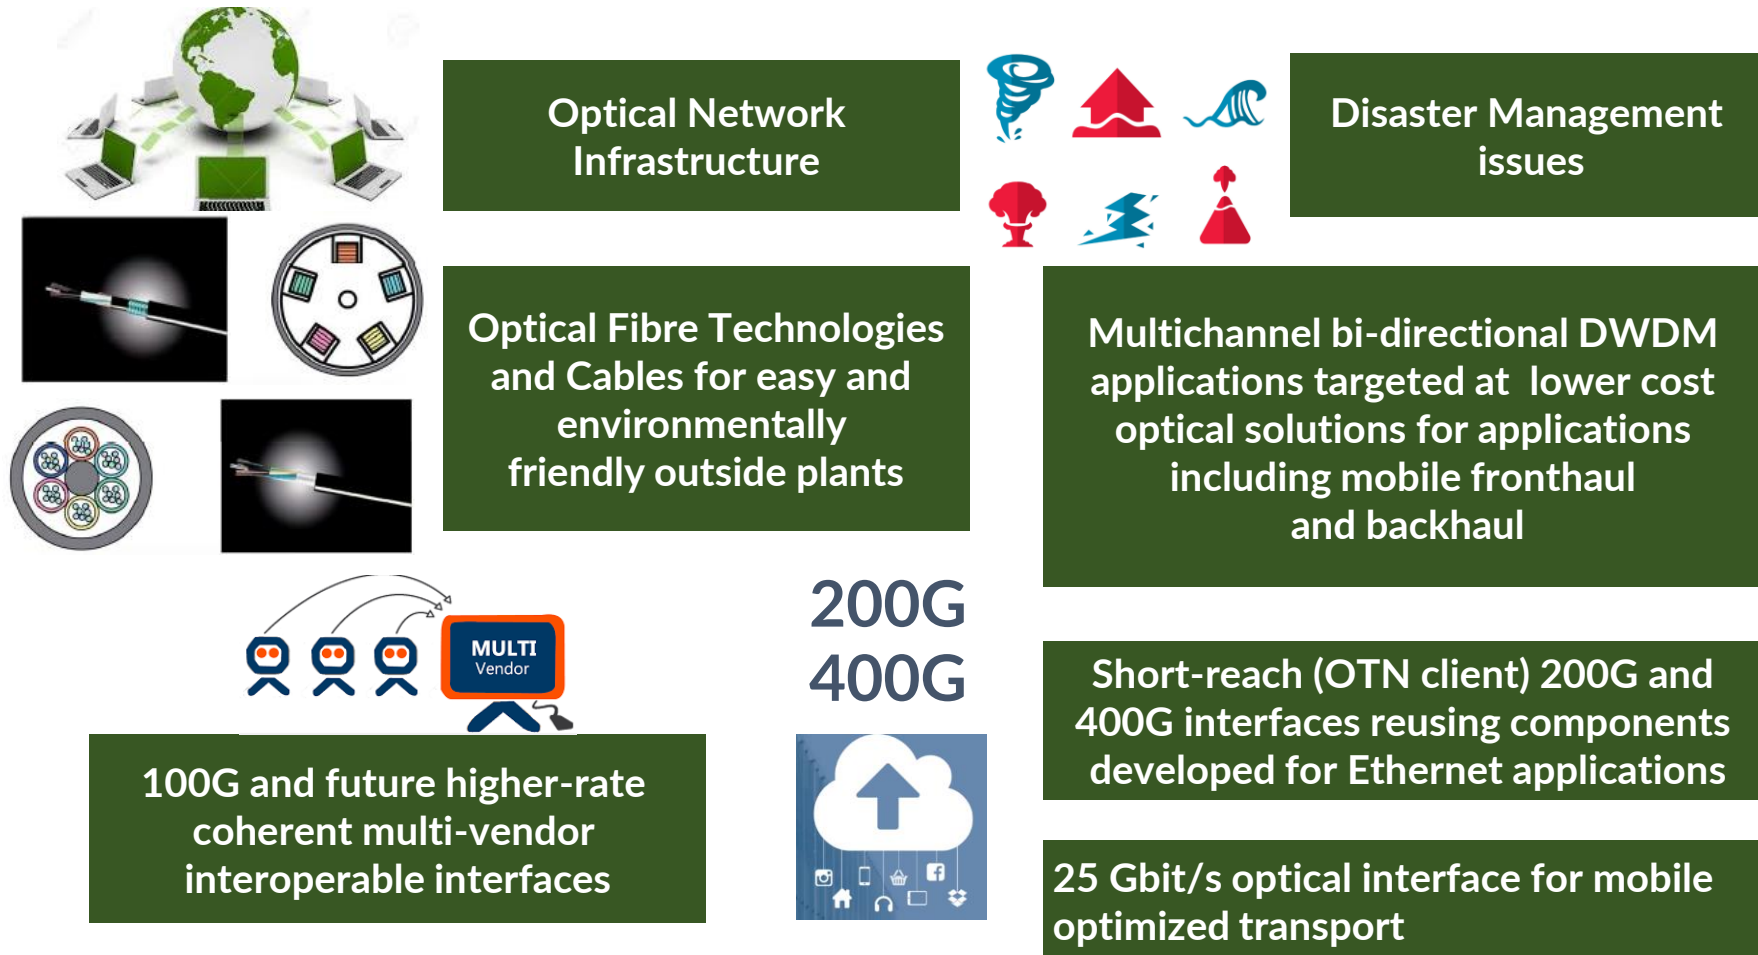 Optical Network
Infrastructure
Disaster Management
issues
Optical Fibre Technologies
and Cables for easy and
environmentally
friendly outside plants
Multichannel bi-directional DWDM
applications targeted at lower cost
optical solutions for applications
including mobile fronthaul
and backhaul
MULTI
Vendor
100G and future higher-rate
coherent multi-vendor
interoperable interfaces
200G
400G
Short-reach (OTN client) 200G and
400G interfaces reusing components
developed for Ethernet applications
25 Gbit/s optical interface for mobile
optimized transport